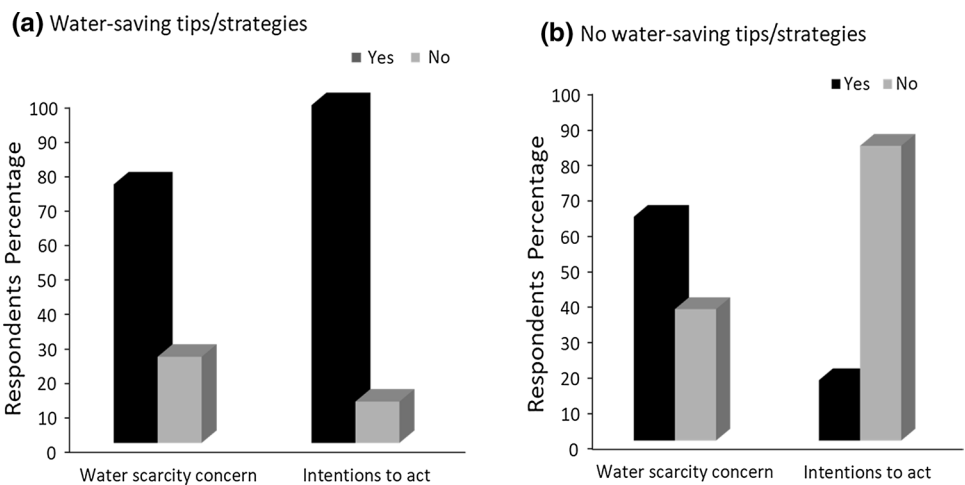 (a) Water-saving tips/strategies
Yes No
100
90
80
70
60
50
40
30
20
10
0
Respondents Percentage
Water scarcity concern Intentions to act
(b) No water-saving tips/strategies
Yes No
100
90
80
70
60
50
40
30
20
10
0
Respondents Percentage
Water scarcity concern Intentions to act